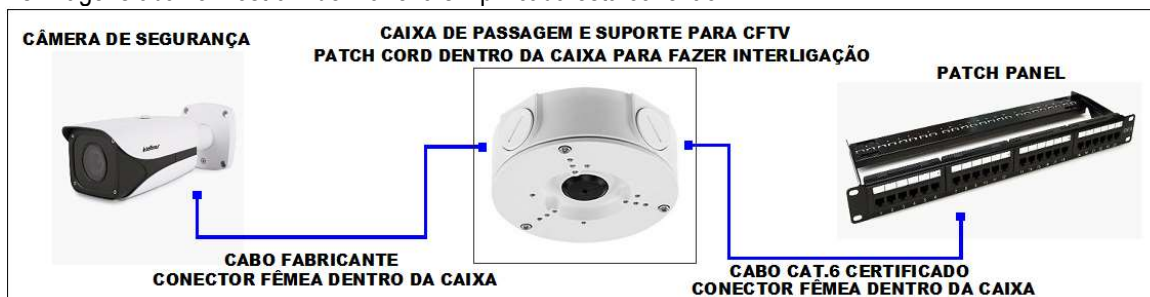 CÂMERA DE SEGURANÇA
CAIXA DE PASSAGEM E SUPORTE PARA CFTV
PATCH CORD DENTRO DA CAIXA PARA FAZER INTERLIGAÇÃO
PATCH PANEL
intelbras
CABO FABRICANTE
CONECTOR FÊMEA DENTRO DA CAIXA
CABO CAT.6 CERTIFICADO
CONECTOR FÊMEA DENTRO DA CAIXA